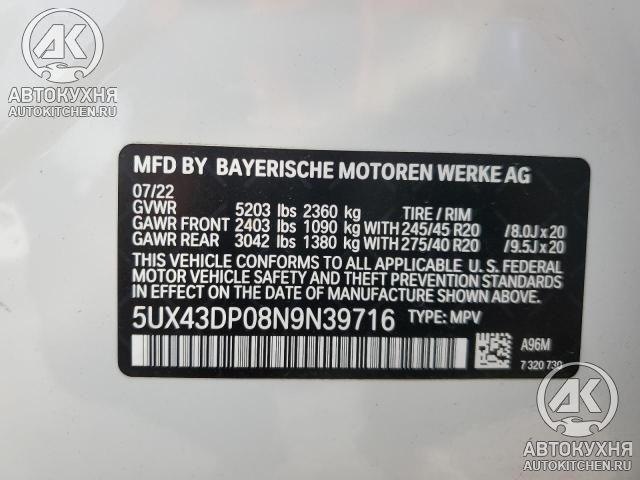 AK
АВТОКУХНЯ
AUTOKITCHEN.RU
MFD BY BAYERISCHE MOTOREN WERKE AG
07/22
GVWR 5203 lbs 2360 kg TIRE / RIM
GAWR FRONT 2403 lbs 1090 kg WITH 245/45 R20 /8.0J x 20
GAWR REAR 3042 lbs 1380 kg WITH 275/40 R20 /9.5J x 20
THIS VEHICLE CONFORMS TO ALL APPLICABLE U. S. FEDERAL
MOTOR VEHICLE SAFETY AND THEFT PREVENTION STANDARDS
IN EFFECT ON THE DATE OF MANUFACTURE SHOWN ABOVE.
5UX43DP08N9N39716 TYPE: MPV
A96M
7 320 730
AK
АВТОКУХНЯ
AUTOKITCHEN.RU